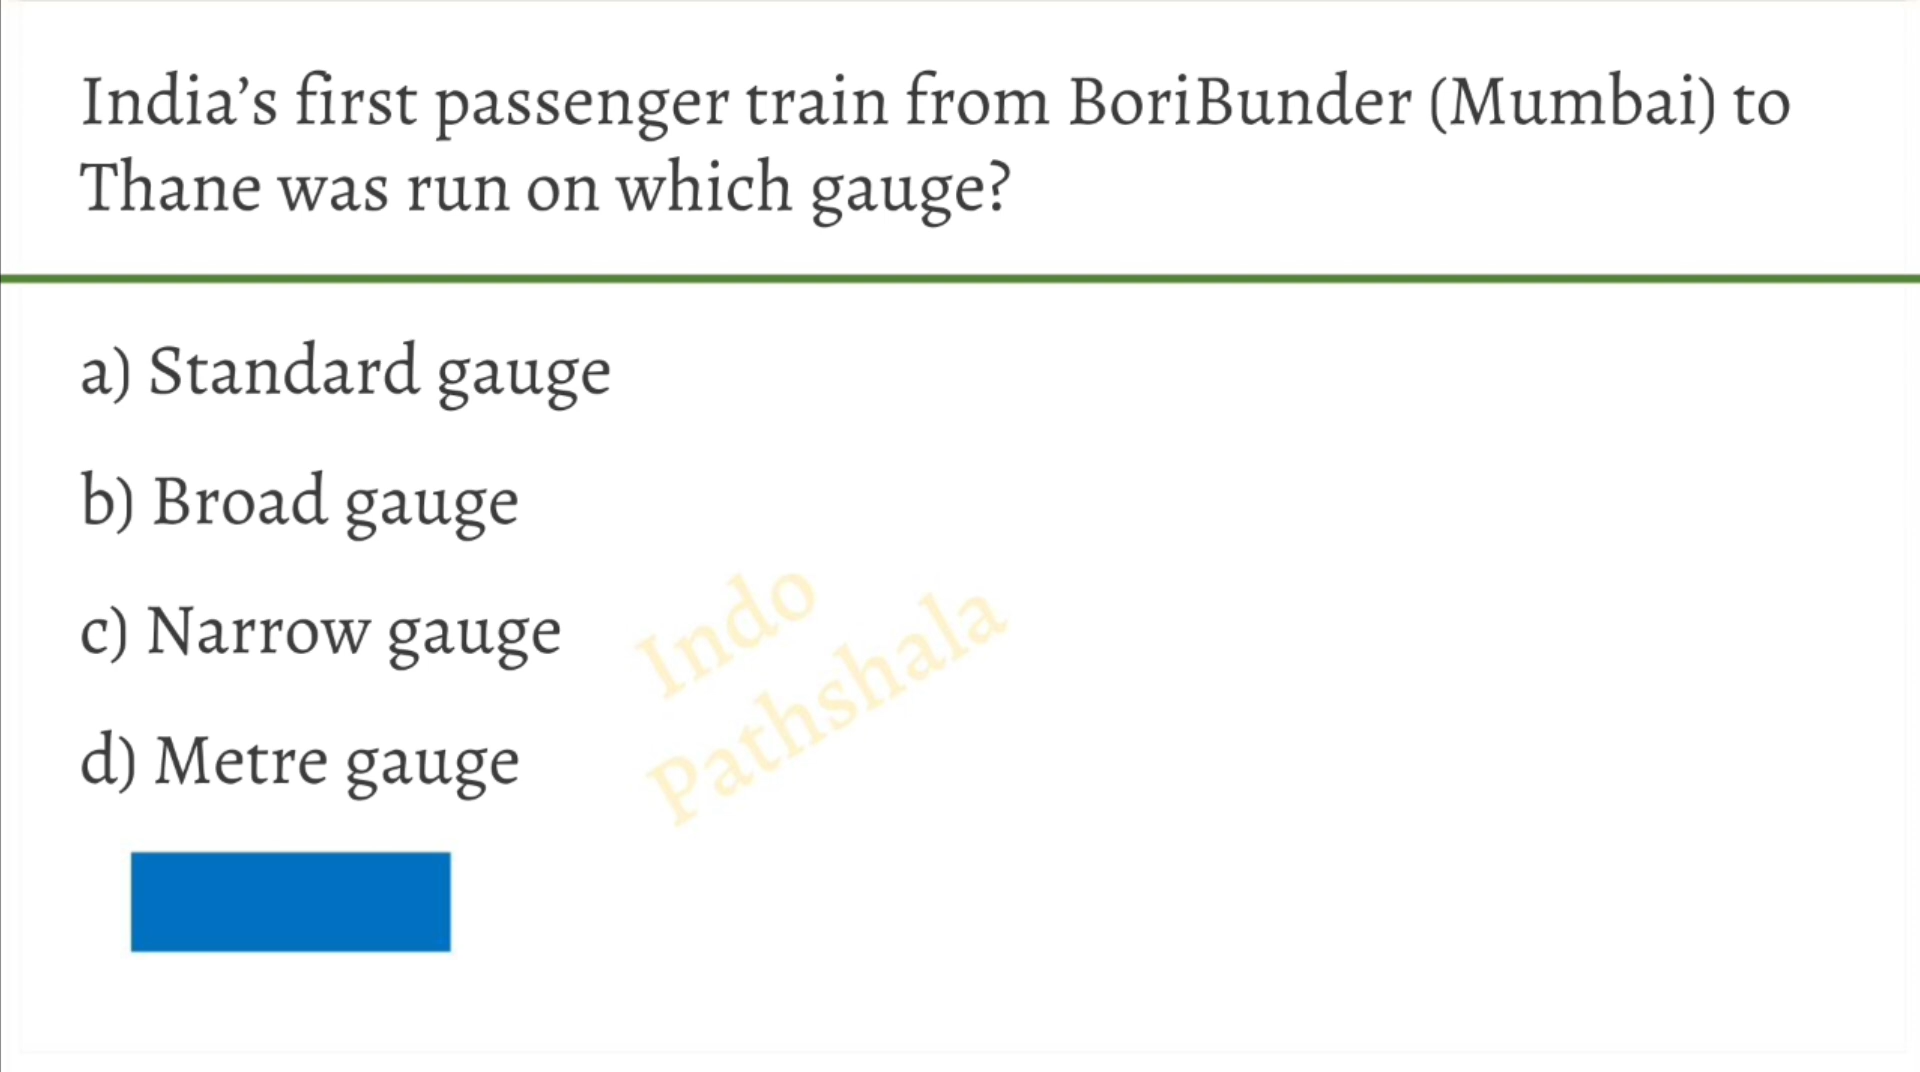 India’s first passenger train from BoriBunder (Mumbai) to
Thane was run on which gauge?
a) Standard gauge
b) Broad gauge
c) Narrow gauge
d) Metre gauge
Indo
Pathshala